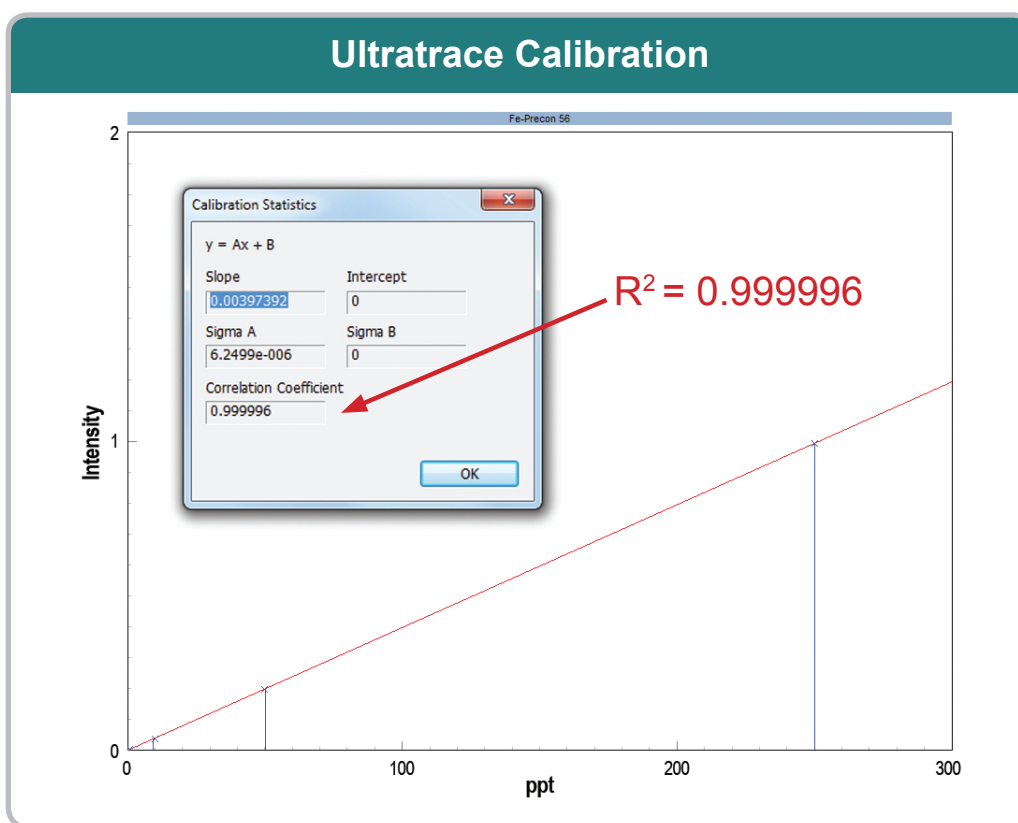 Ultratrace Calibration
Fe-Precon 56
2
Calibration Statistics
x
y = Ax + B
Slope
Intercept
0.00397392
0
Sigma A
Sigma B
6.2499e-006
0
Correlation Coefficient
0.999996
OK
R² = 0.999996
Intensity
1
0
0
100
200
300
ppt